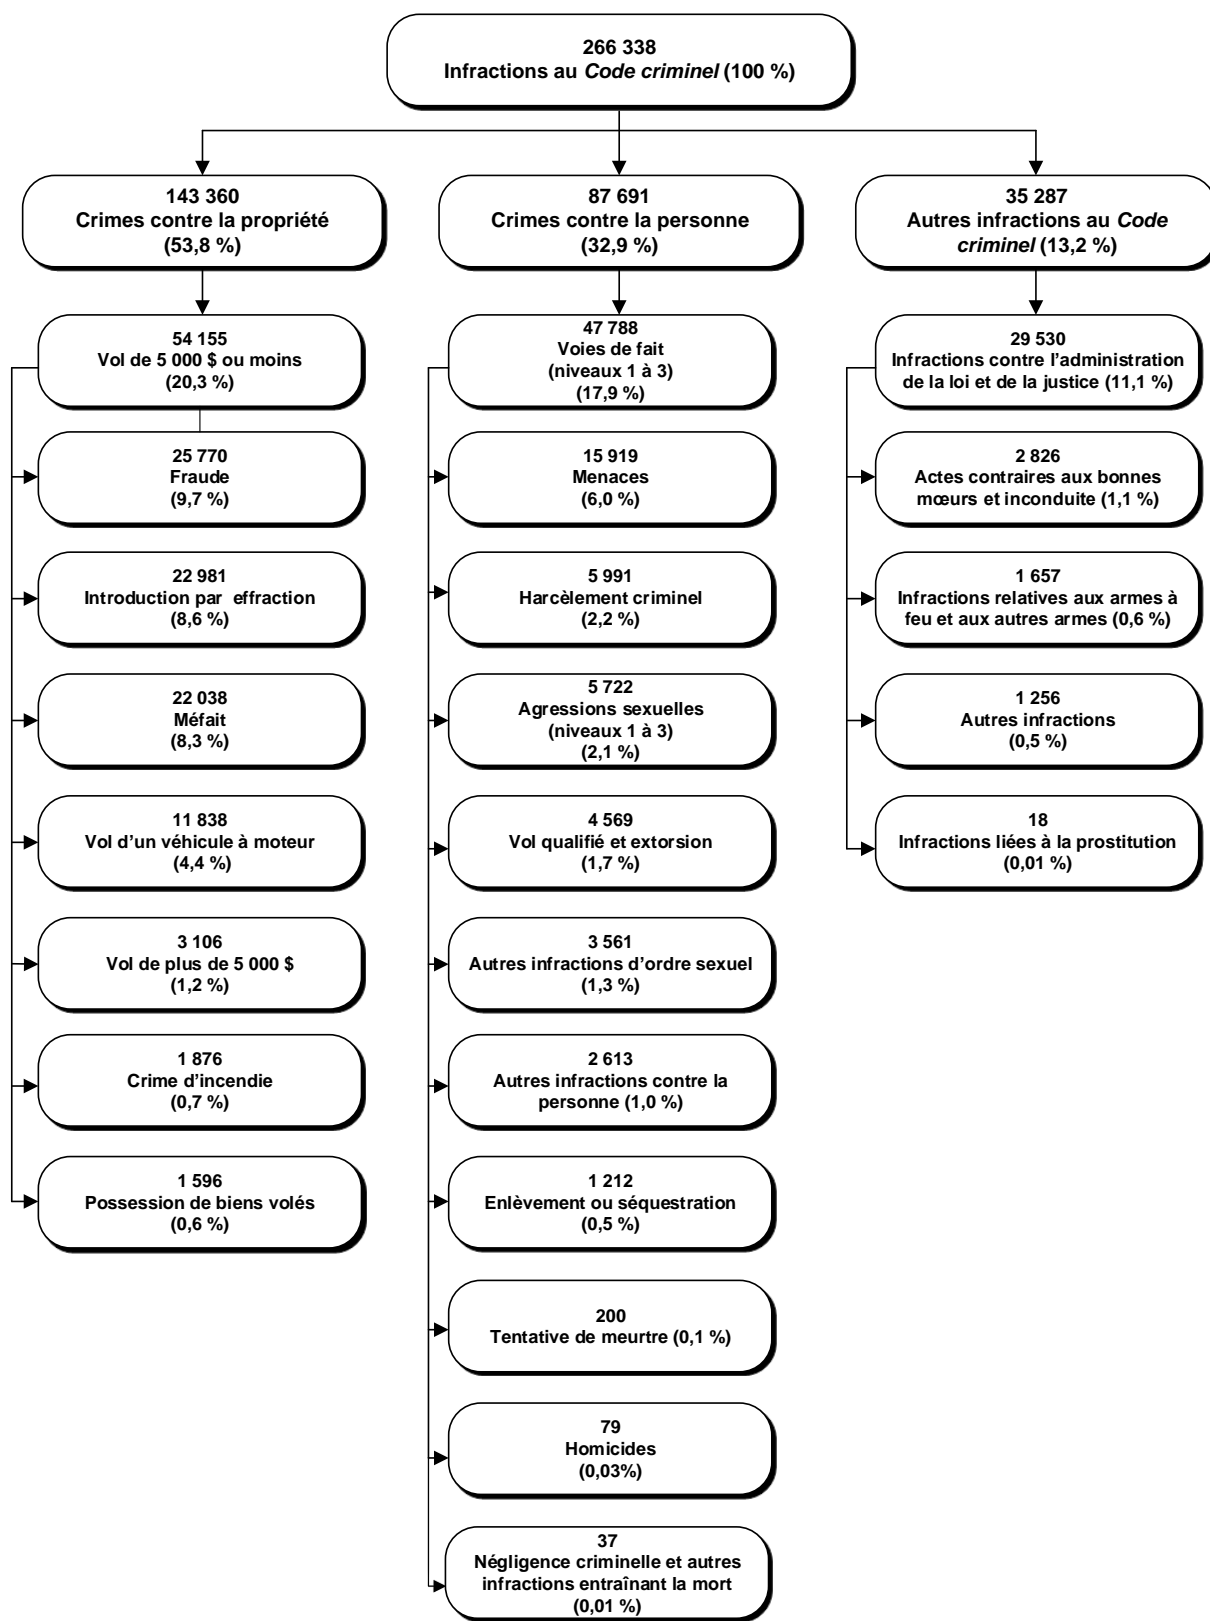 266 338
Infractions au Code criminel (100 %)
143 360
Crimes contre la propriété
(53,8 %)
54 155
Vol de 5 000 $ ou moins
(20,3 %)
25 770
Fraude
(9,7 %)
22 981
Introduction par effraction
(8,6 %)
22 038
Méfait
(8,3 %)
11 838
Vol d'un véhicule à moteur
(4,4 %)
3 106
Vol de plus de 5 000 $
(1,2 %)
1 876
Crime d'incendie
(0,7 %)
1 596
Possession de biens volés
(0,6 %)
87 691
Crimes contre la personne
(32,9 %)
47 788
Voies de fait
(niveaux 1 à 3)
(17,9 %)
15 919
Menaces
(6,0 %)
5 991
Harcèlement criminel
(2,2 %)
5 722
Agressions sexuelles
(niveaux 1 à 3)
(2,1 %)
4 569
Vol qualifié et extorsion
(1,7 %)
3 561
Autres infractions d'ordre sexuel
(1,3 %)
2 613
Autres infractions contre la
personne (1,0 %)
1 212
Enlèvement ou séquestration
(0,5 %)
200
Tentative de meurtre (0,1 %)
79
Homicides
(0,03%)
37
Négligence criminelle et autres
infractions entraînant la mort
(0,01 %)
35 287
Autres infractions au Code
criminel (13,2 %)
29 530
Infractions contre l'administration
de la loi et de la justice (11,1 %)
2 826
Actes contraires aux bonnes
mœurs et inconduite (1,1 %)
1 657
Infractions relatives aux armes à
feu et aux autres armes (0,6 %)
1 256
Autres infractions
(0,5 %)
18
Infractions liées à la prostitution
(0,01 %)